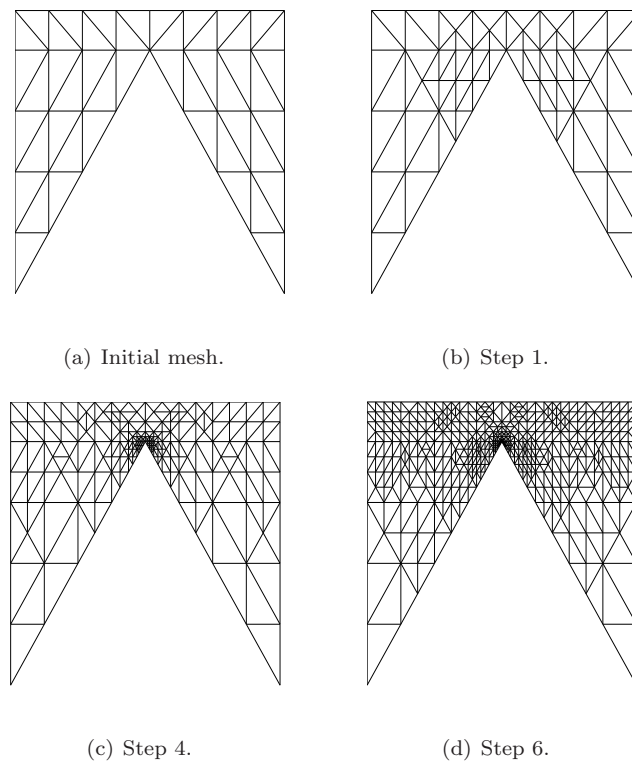 (a) Initial mesh.
(b) Step 1.
(c) Step 4.
(d) Step 6.